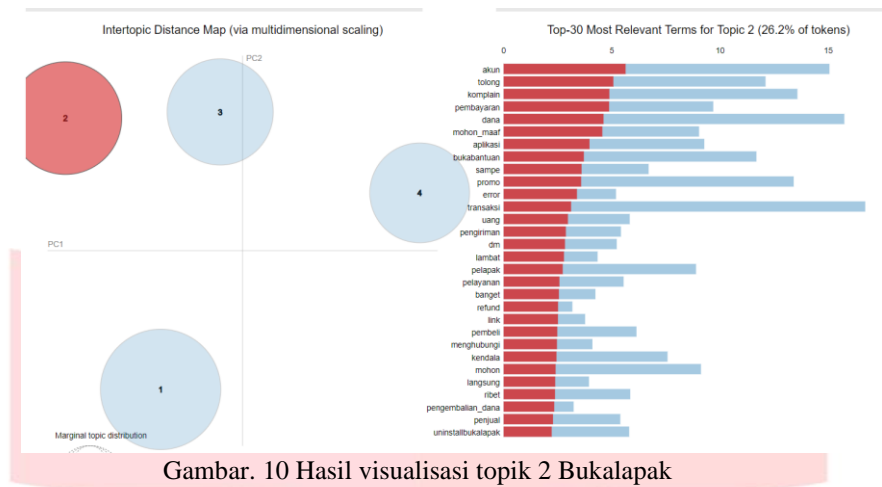 Intertopic Distance Map (via multidimensional scaling)
PC2
2
3
4
PC1
1
Marginal topic distribution
Top-30 Most Relevant Terms for Topic 2 (26.2% of tokens)
0 5 10 15
akun
tolong
komplain
pembayaran
dana
mohon_maaf
aplikasi
bukabantuan
sampe
promo
error
transaksi
uang
pengiriman
dm
lambat
pelapak
pelayanan
banget
refund
link
pembeli
menghubungi
kendala
mohon
langsung
ribet
pengembalian_dana
penjual
uninstallbukalapak
Gambar. 10 Hasil visualisasi topik 2 Bukalapak